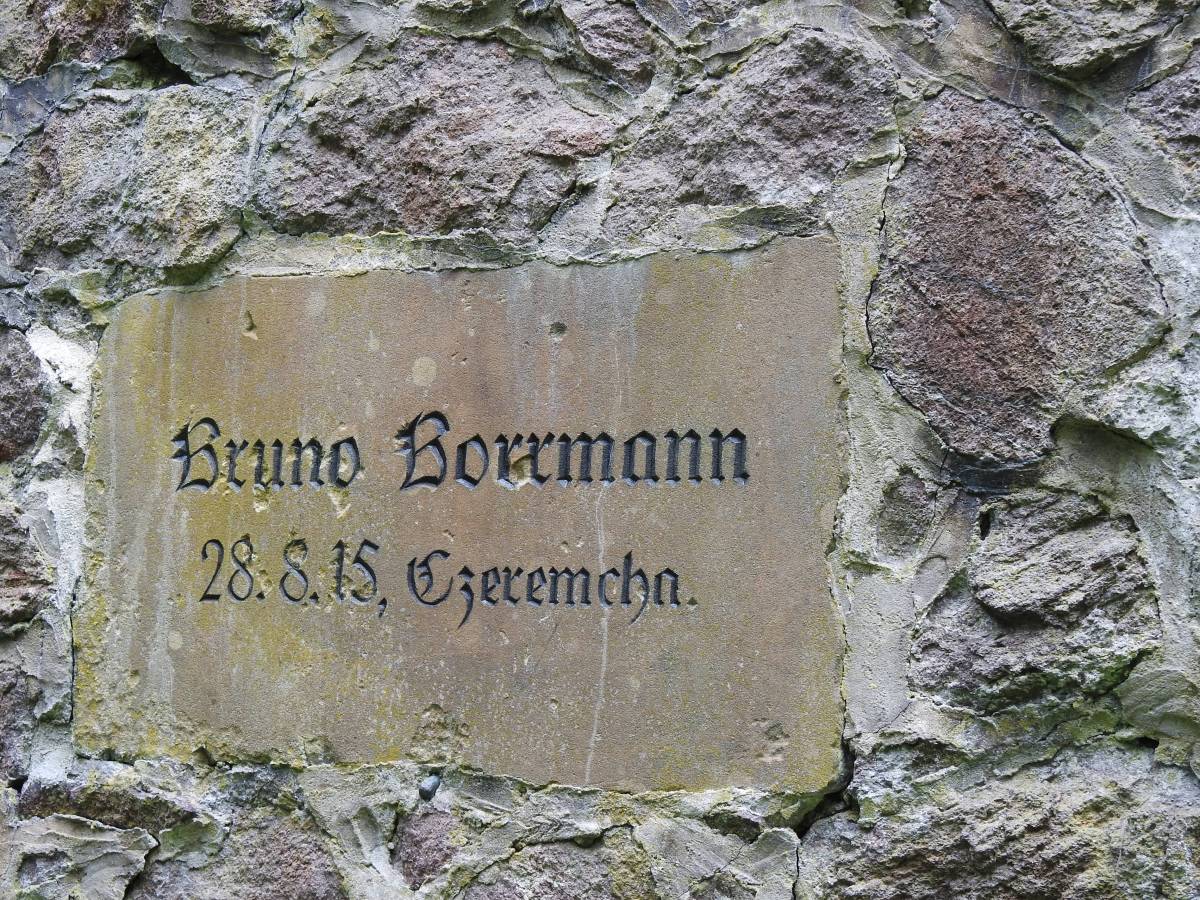 Bruno Borrmann
28.8.15, Czeremcha.